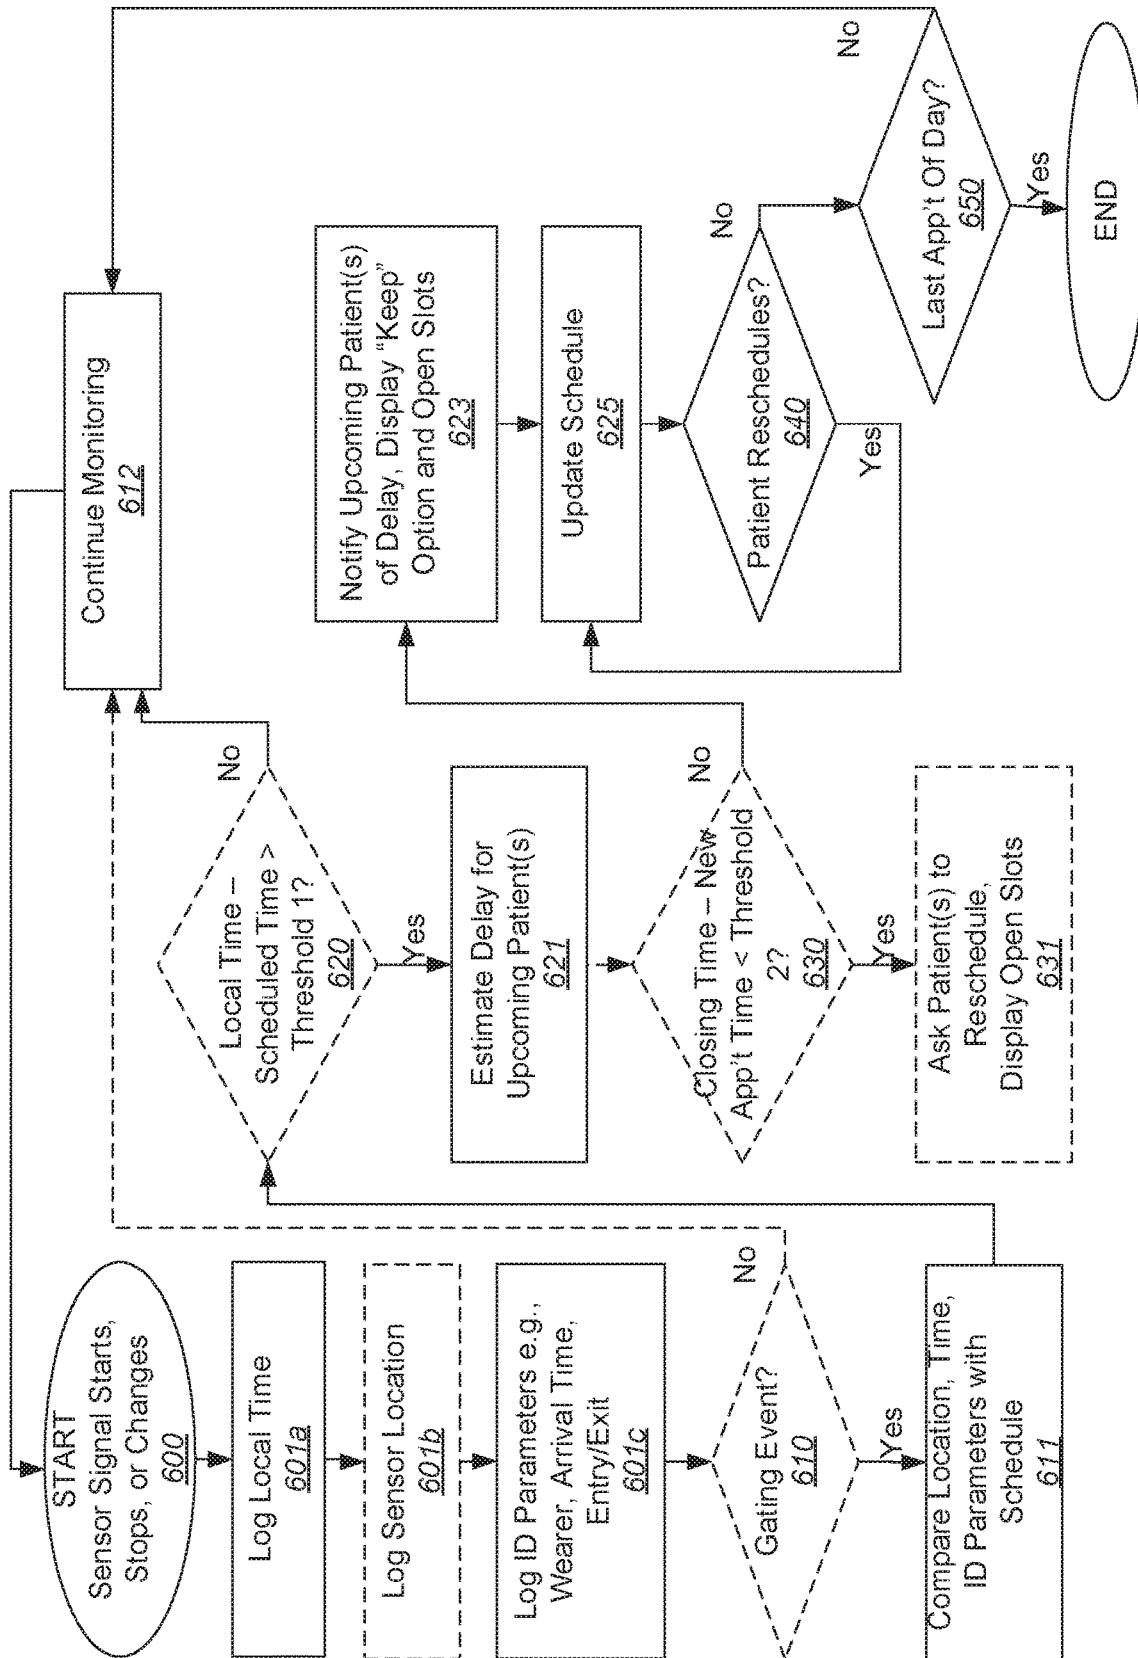 START
Sensor Signal Starts,
Stops, or Changes
600
Log Local Time
601a
Log Sensor Location
601b
Log ID Parameters e.g.,
Wearer, Arrival Time,
Entry/Exit
601c
Gating Event?
610
No
Yes
Compare Location, Time,
ID Parameters with
Schedule
611
Local Time –
Scheduled Time >
Threshold 1?
620
No
Yes
Estimate Delay for
Upcoming Patient(s)
621
Closing Time – New
App't Time < Threshold
2?
630
No
Yes
Ask Patient(s) to
Reschedule,
Display Open Slots
631
Continue Monitoring
612
Notify Upcoming Patient(s)
of Delay, Display "Keep"
Option and Open Slots
623
Update Schedule
625
Patient Reschedules?
640
No
Yes
Last App't Of Day?
650
No
Yes
END